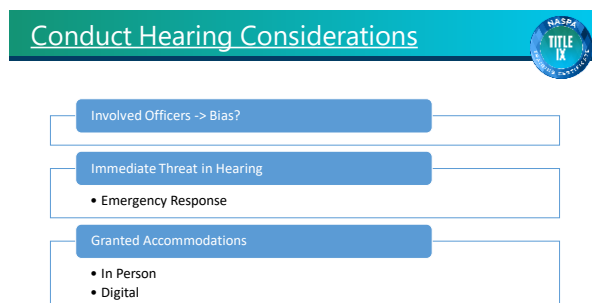 Conduct Hearing Considerations
NASPA
TITLE
IX
Involved Officers -> Bias?
Immediate Threat in Hearing
• Emergency Response
Granted Accommodations
• In Person
• Digital